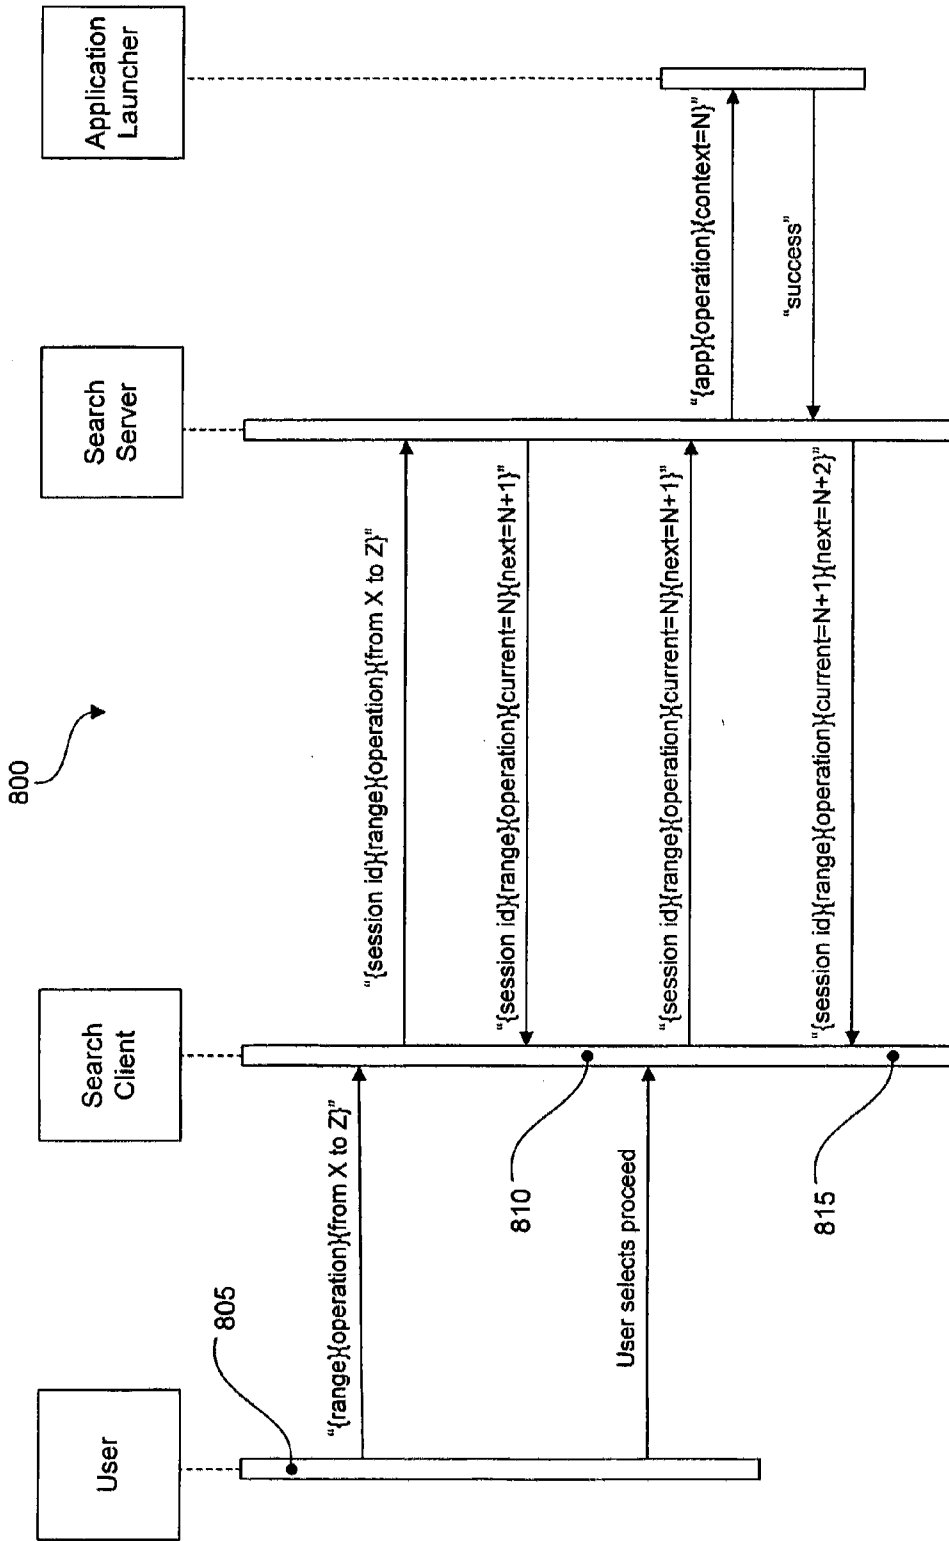 800
User
Search
Client
Search
Server
Application
Launcher
805
"{range}{operation}{from X to Z}"
"{session id}{range}{operation}{from X to Z}"
"{session id}{range}{operation}{current=N}{next=N+1}"
810
User selects proceed
"{session id}{range}{operation}{current=N}{next=N+1}"
"{app}{operation}{context=N}"
"success"
"{session id}{range}{operation}{current=N+1}{next=N+2}"
815